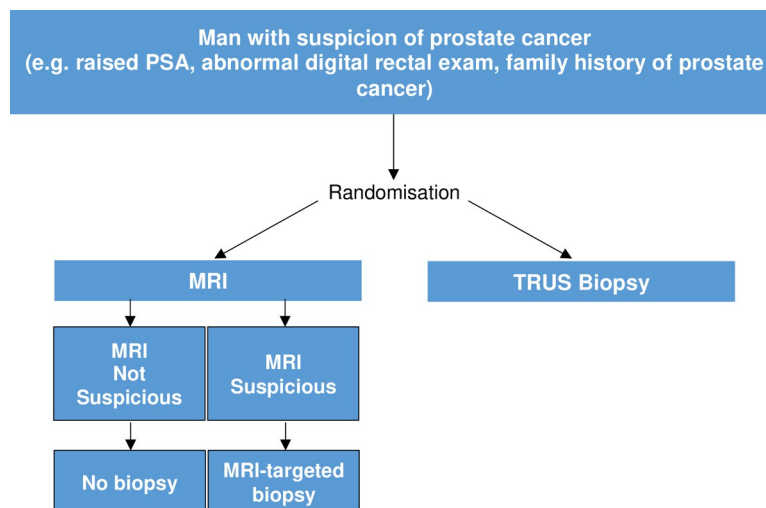 Man with suspicion of prostate cancer
(e.g. raised PSA, abnormal digital rectal exam, family history of prostate
cancer)
Randomisation
MRI
TRUS Biopsy
MRI
Not
Suspicious
MRI
Suspicious
No biopsy
MRI-targeted
biopsy